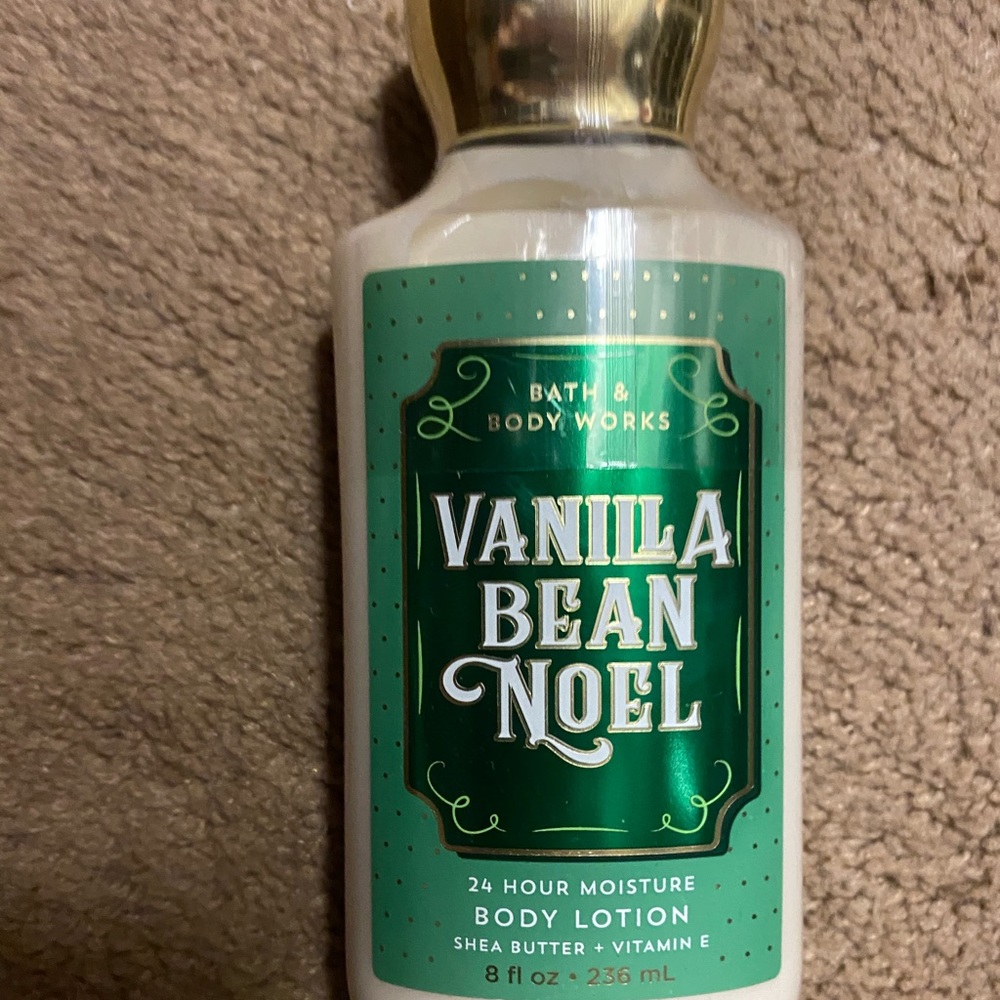 BATH &
BODY WORKS
VANILLA
BEAN
NOEL
24 HOUR MOISTURE
BODY LOTION
SHEA BUTTER + VITAMIN E
8 fl oz • 236 mL